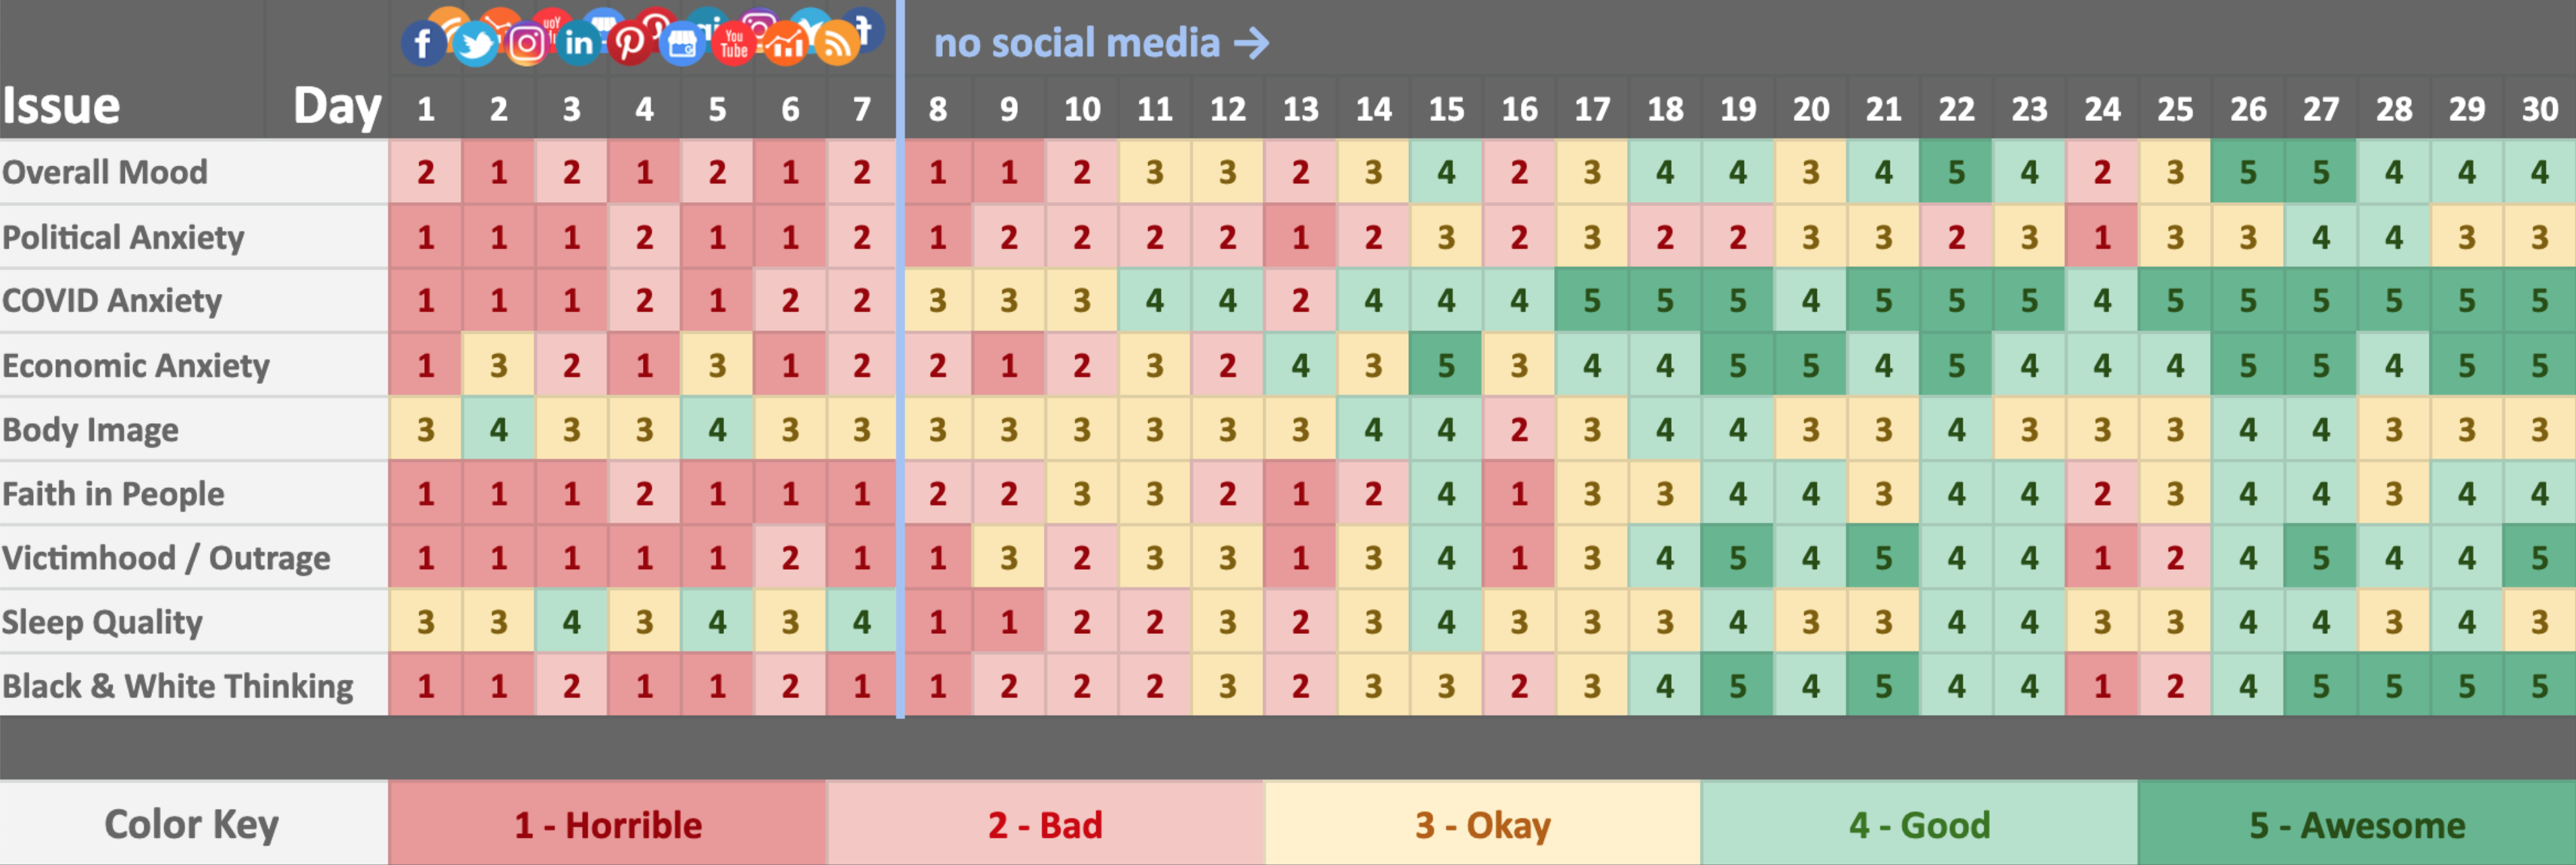 f in You Tube
no social media →
Issue Day 1 2 3 4 5 6 7 8 9 10 11 12 13 14 15 16 17 18 19 20 21 22 23 24 25 26 27 28 29 30
Overall Mood 2 1 2 1 2 1 2 1 1 2 3 3 2 3 4 2 3 4 4 3 4 5 4 2 3 5 5 4 4 4
Political Anxiety 1 1 1 2 1 1 2 1 2 2 2 2 1 2 3 2 3 2 2 3 3 2 3 1 3 3 4 4 3 3
COVID Anxiety 1 1 1 2 1 2 2 3 3 3 4 4 2 4 4 4 5 5 5 4 5 5 5 4 5 5 5 5 5 5
Economic Anxiety 1 3 2 1 3 1 2 2 1 2 3 2 4 3 5 3 4 4 5 5 4 5 4 4 4 5 5 4 5 5
Body Image 3 4 3 3 4 3 3 3 3 3 3 3 3 4 4 2 3 4 4 3 3 4 3 3 3 4 4 3 3 3
Faith in People 1 1 1 2 1 1 1 2 2 3 3 2 1 2 4 1 3 3 4 4 3 4 4 2 3 4 4 3 4 4
Victimhood / Outrage 1 1 1 1 1 2 1 1 3 2 3 3 1 3 4 1 3 4 5 4 5 4 4 1 2 4 5 4 4 5
Sleep Quality 3 3 4 3 4 3 4 1 1 2 2 3 2 3 4 3 3 3 4 3 3 4 4 3 3 4 4 3 4 3
Black & White Thinking 1 1 2 1 1 2 1 1 2 2 2 3 2 3 3 2 3 4 5 4 5 4 4 1 2 4 5 5 5 5
Color Key 1 - Horrible 2 - Bad 3 - Okay 4 - Good 5 - Awesome